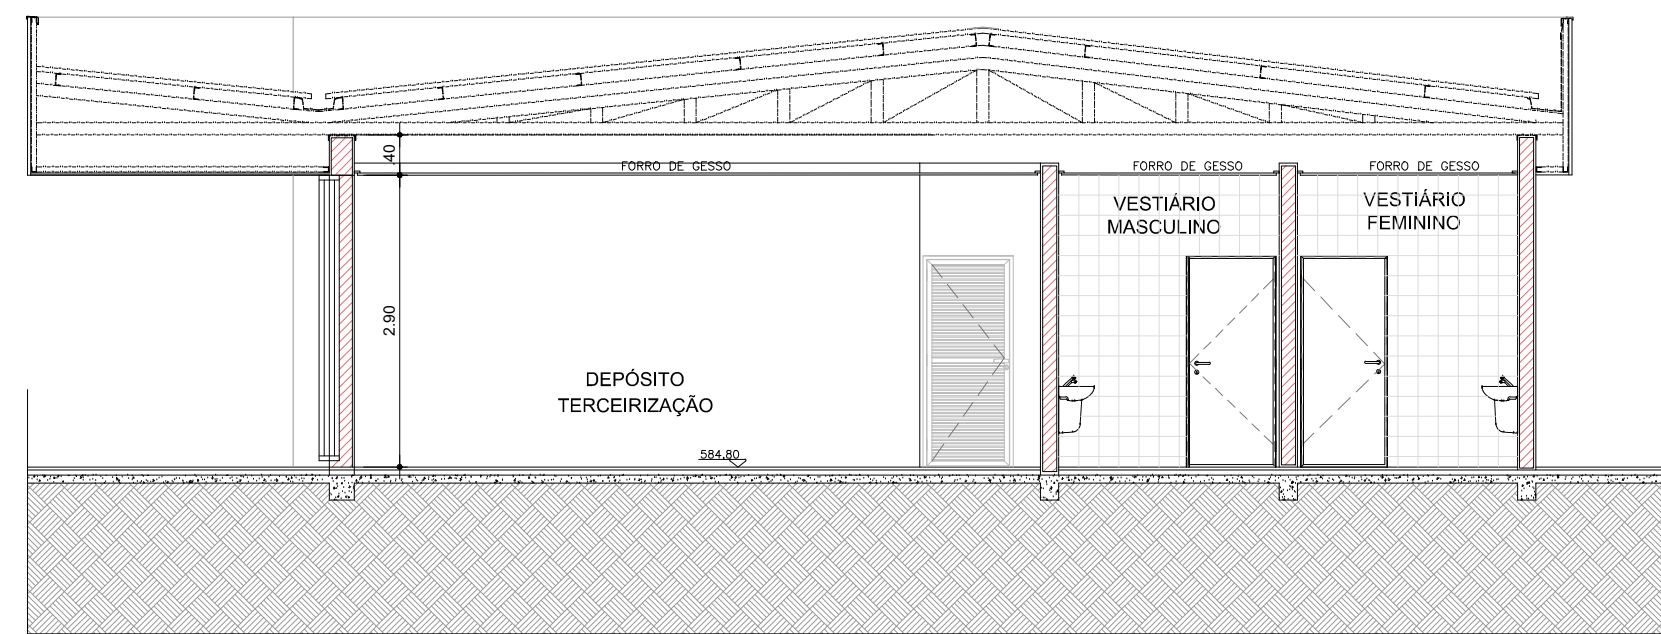 .40
FORRO DE GESSO
FORRO DE GESSO
FORRO DE GESSO
VESTIÁRIO
MASCULINO
VESTIÁRIO
FEMININO
2.90
DEPÓSITO
TERCEIRIZAÇÃO
584.80